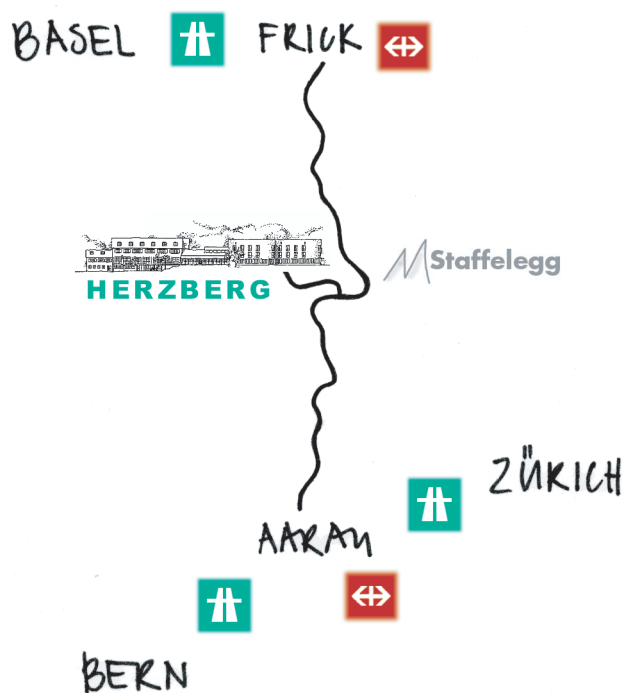 BASEL FRICK
HERZBERG
Staffelegg
ZÜRICH
AARAU
BERN